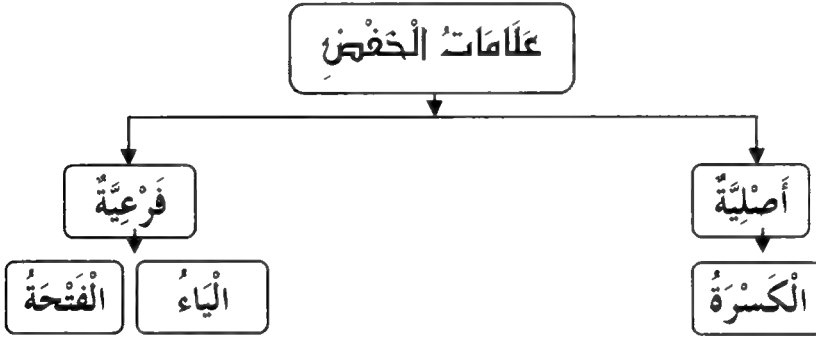 عَلَامَاتُ الْخَفْضِ
أَصْلِيَّةٌ فَرْعِيَّةٌ
الْكَسْرَةُ الْيَاءُ الْفَتْحَةُ